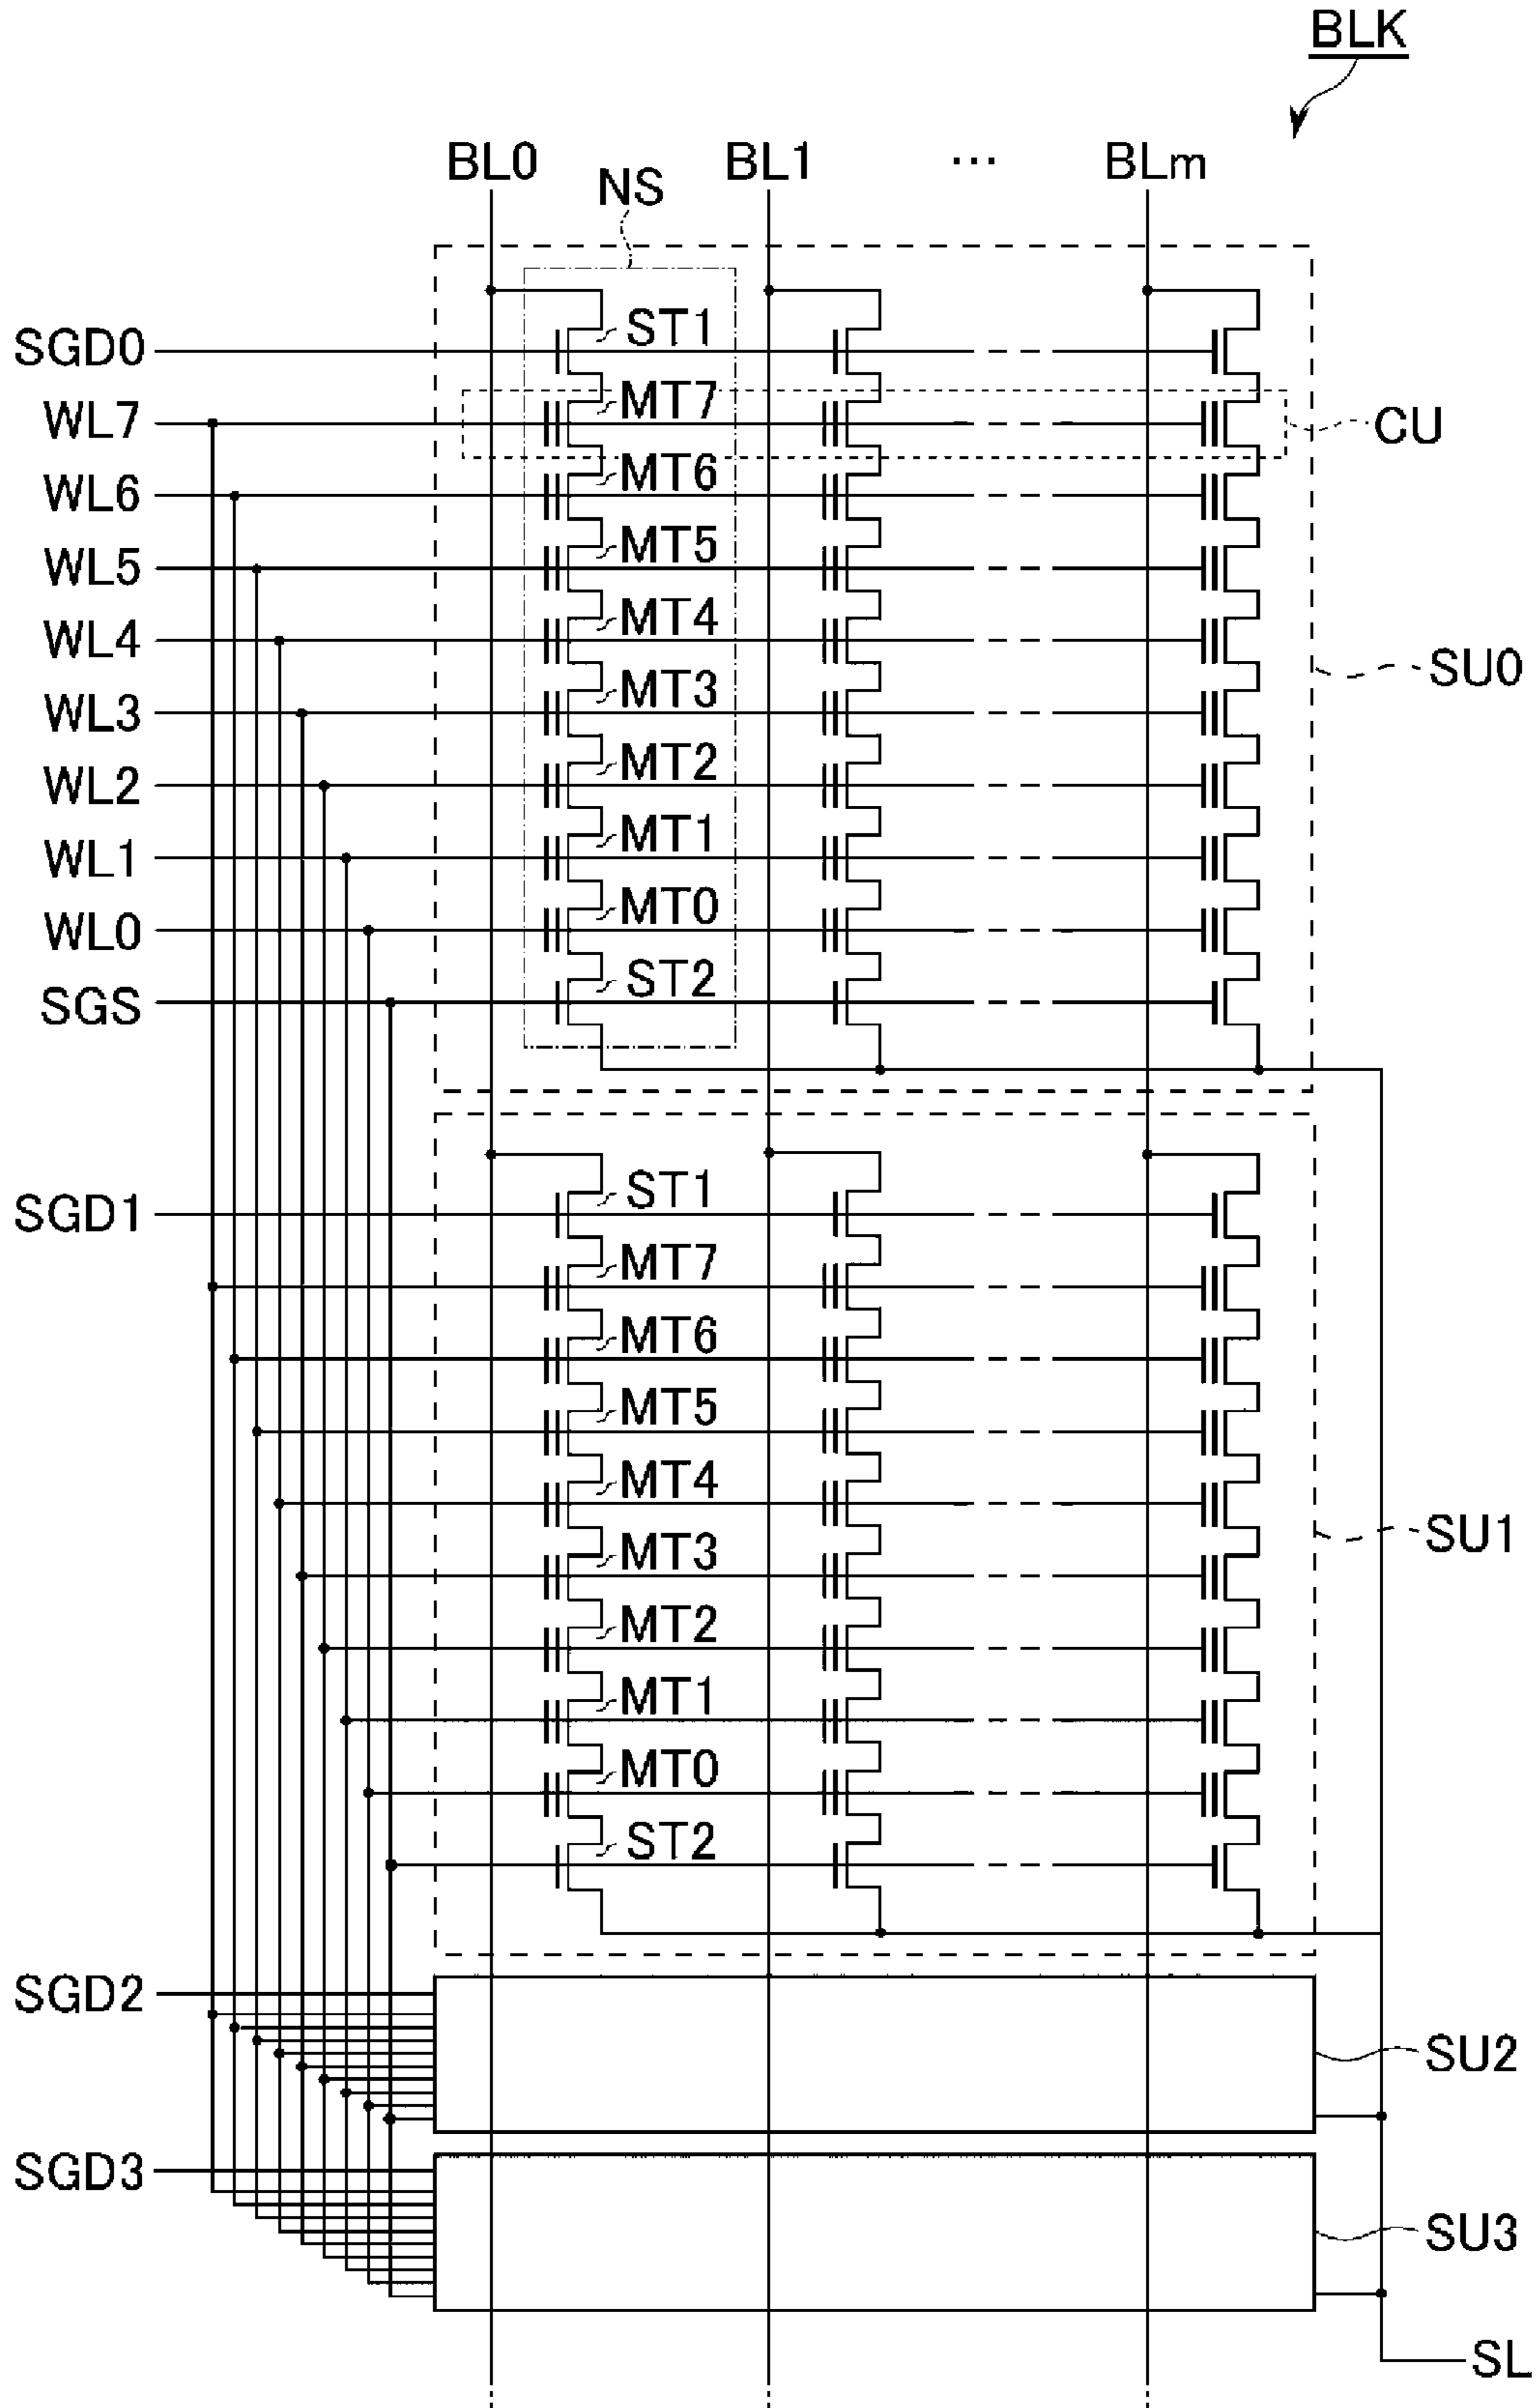 BLK
BL0 BL1 ... BLm
NS
SGD0 ST1
WL7 MT7 CU
WL6 MT6
WL5 MT5
WL4 MT4 SU0
WL3 MT3
WL2 MT2
WL1 MT1
WL0 MT0
SGS ST2
SGD1 ST1
MT7
MT6
MT5
MT4
MT3 SU1
MT2
MT1
MT0
ST2
SGD2
SU2
SGD3
SU3
SL